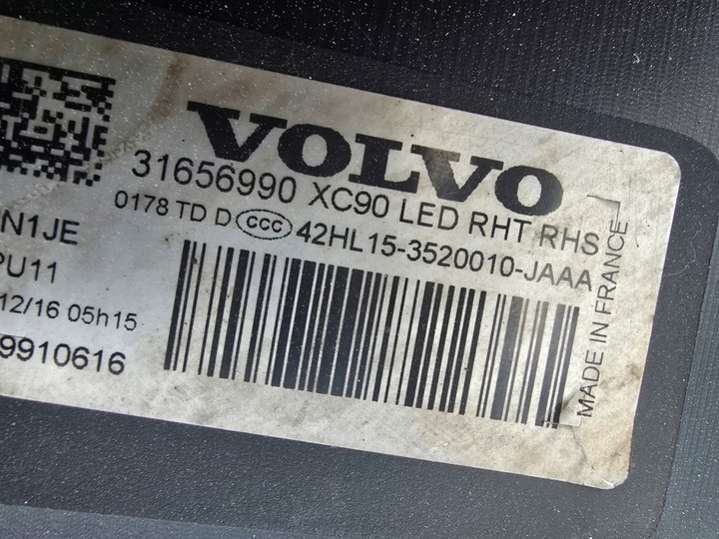 VOLVO
31656990 XC90 LED RHT RHS
0178 TD D CCC 42HL15-3520010-JAAA
N1JE
PU11
12/16 05h15
9910616
MADE IN FRANCE